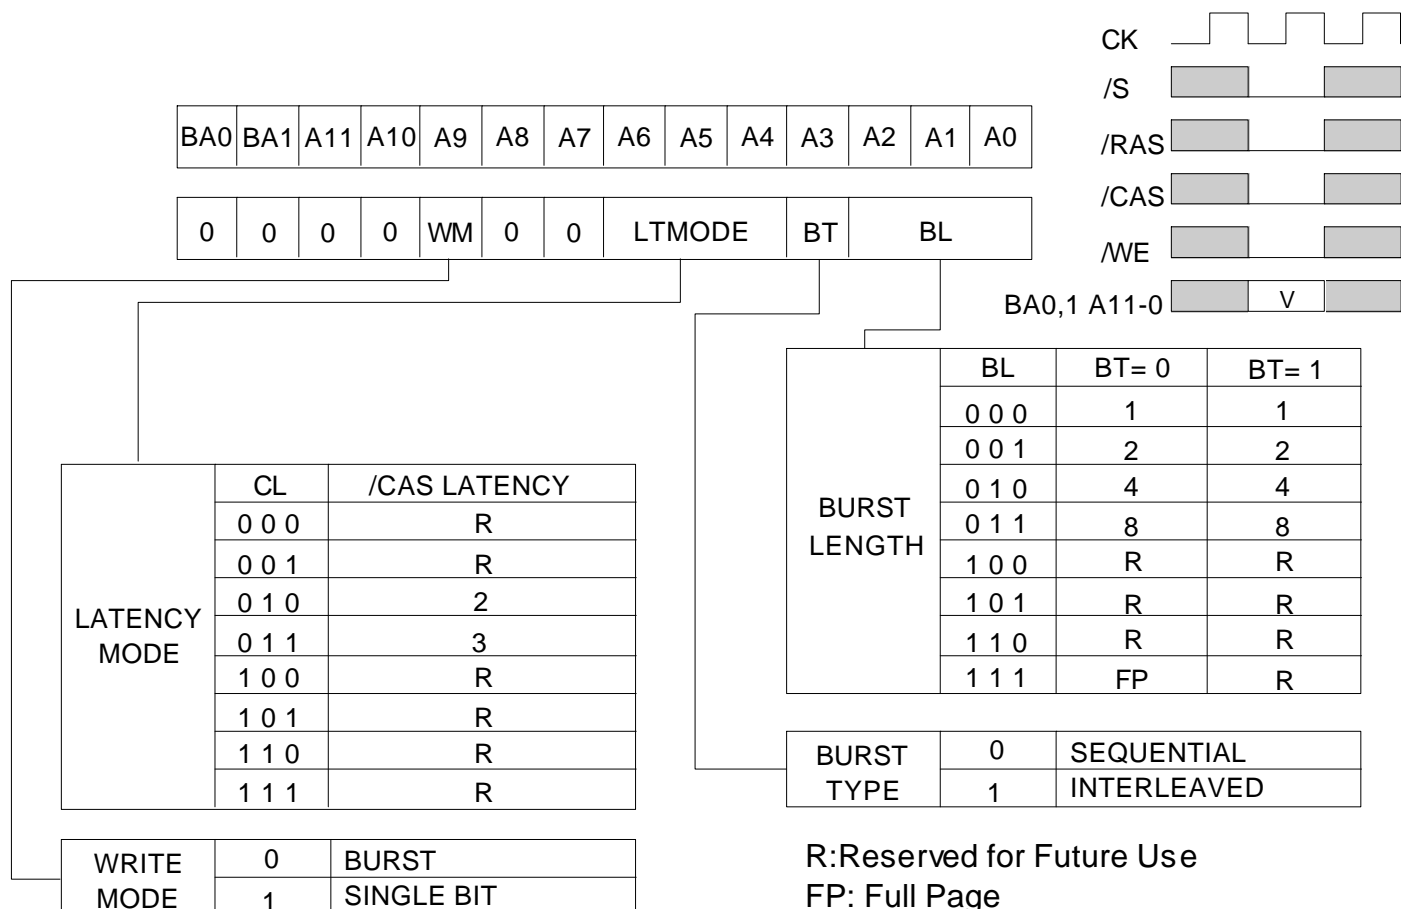 CK
/S
/RAS
/CAS
/WE
BA0,1 A11-0 V
BA0 BA1 A11 A10 A9 A8 A7 A6 A5 A4 A3 A2 A1 A0
0 0 0 0 WM 0 0 LTMODE BT BL
BURST
LENGTH
BL BT= 0 BT= 1
0 0 0 1 1
0 0 1 2 2
0 1 0 4 4
0 1 1 8 8
1 0 0 R R
1 0 1 R R
1 1 0 R R
1 1 1 FP R
LATENCY
MODE
CL /CAS LATENCY
0 0 0 R
0 0 1 R
0 1 0 2
0 1 1 3
1 0 0 R
1 0 1 R
1 1 0 R
1 1 1 R
BURST
TYPE
0 SEQUENTIAL
1 INTERLEAVED
WRITE
MODE
0 BURST
1 SINGLE BIT
R:Reserved for Future Use
FP: Full Page